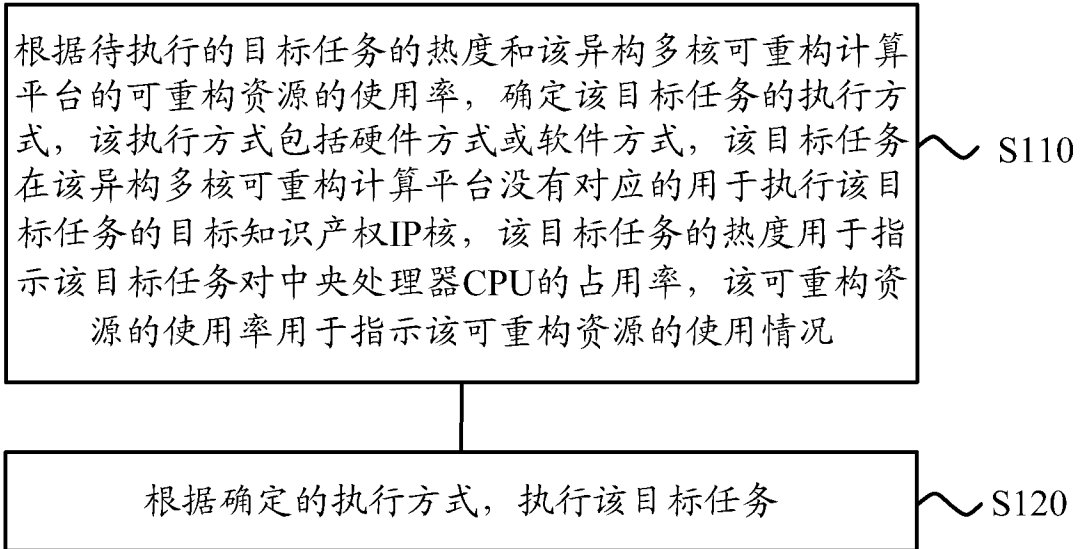 根据待执行的目标任务的热度和该异构多核可重构计算
平台的可重构资源的使用率，确定该目标任务的执行方
式，该执行方式包括硬件方式或软件方式，该目标任务
在该异构多核可重构计算平台没有对应的用于执行该目
标任务的目标知识产权IP核，该目标任务的热度用于指
示该目标任务对中央处理器CPU的占用率，该可重构资
源的使用率用于指示该可重构资源的使用情况
S110
根据确定的执行方式，执行该目标任务
S120